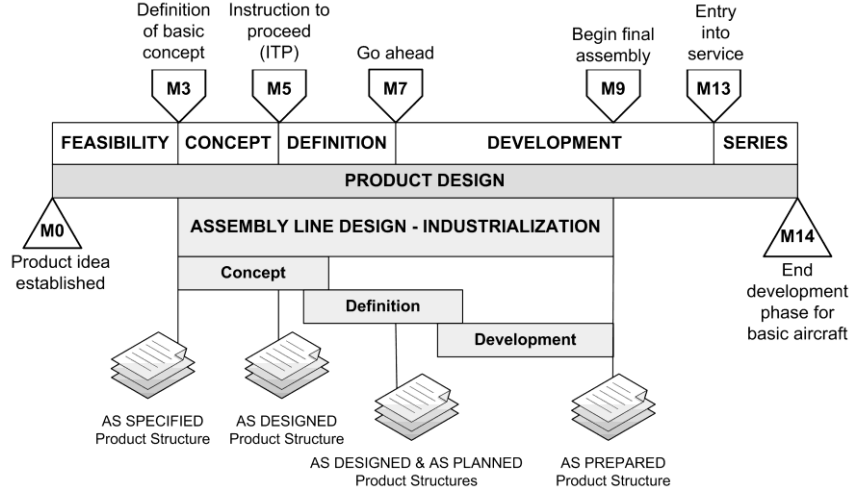 Definition
of basic
concept
Instruction to
proceed
(ITP)
Go ahead
Begin final
assembly
Entry
into
service
M3
M5
M7
M9
M13
FEASIBILITY
CONCEPT
DEFINITION
DEVELOPMENT
SERIES
PRODUCT DESIGN
M0
Product idea
established
ASSEMBLY LINE DESIGN - INDUSTRIALIZATION
M14
End
development
phase for
basic aircraft
Concept
Definition
Development
AS SPECIFIED
Product Structure
AS DESIGNED
Product Structure
AS DESIGNED & AS PLANNED
Product Structures
AS PREPARED
Product Structure